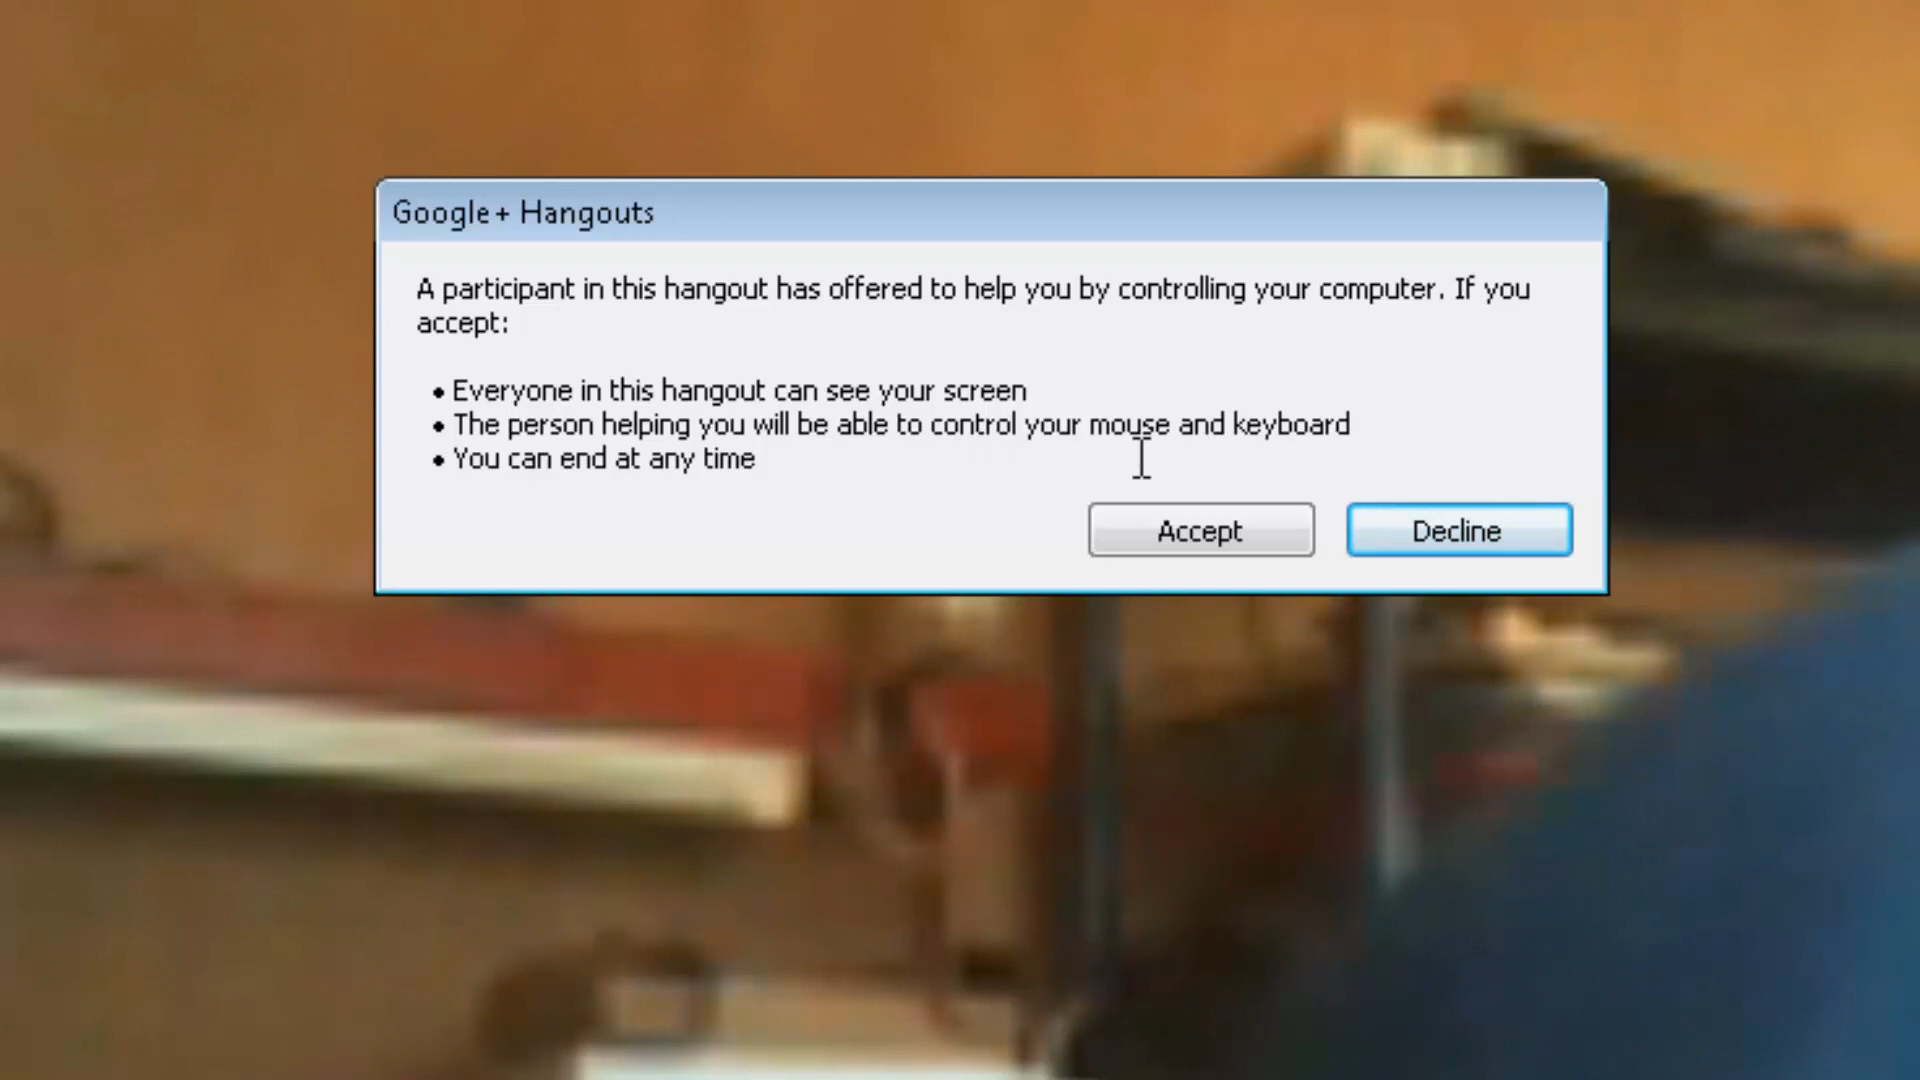 Google+ Hangouts
A participant in this hangout has offered to help you by controlling your computer. If you
accept:
• Everyone in this hangout can see your screen
• The person helping you will be able to control your mouse and keyboard
• You can end at any time
Accept Decline